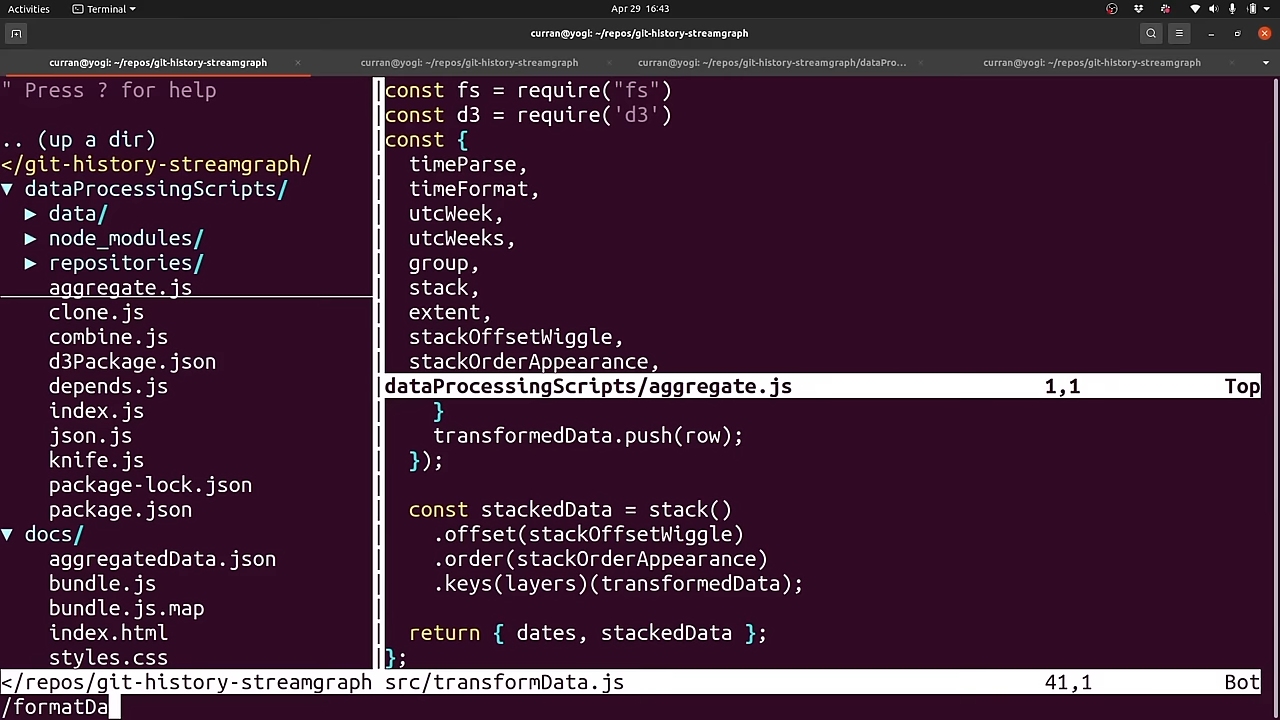 Activities
Terminal
Apr 29 16:43
curran@yogi: ~/repos/git-history-streamgraph
curran@yogi: ~/repos/git-history-streamgraph
curran@yogi: ~/repos/git-history-streamgraph
curran@yogi: ~/repos/git-history-streamgraph/dataPro...
curran@yogi: ~/repos/git-history-streamgraph
" Press ? for help
.. (up a dir)
</git-history-streamgraph/
▼ dataProcessingScripts/
▶ data/
▶ node_modules/
▶ repositories/
aggregate.js
clone.js
combine.js
d3Package.json
depends.js
index.js
json.js
knife.js
package-lock.json
package.json
▼ docs/
aggregatedData.json
bundle.js
bundle.js.map
index.html
styles.css
</repos/git-history-streamgraph
const fs = require("fs")
const d3 = require('d3')
const {
timeParse,
timeFormat,
utcWeek,
utcWeeks,
group,
stack,
extent,
stackOffsetWiggle,
stackOrderAppearance,
dataProcessingScripts/aggregate.js 1,1 Top
}
transformedData.push(row);
});
const stackedData = stack()
.offset(stackOffsetWiggle)
.order(stackOrderAppearance)
.keys(layers)(transformedData);
return { dates, stackedData };
};
src/transformData.js 41,1 Bot
/formatDa